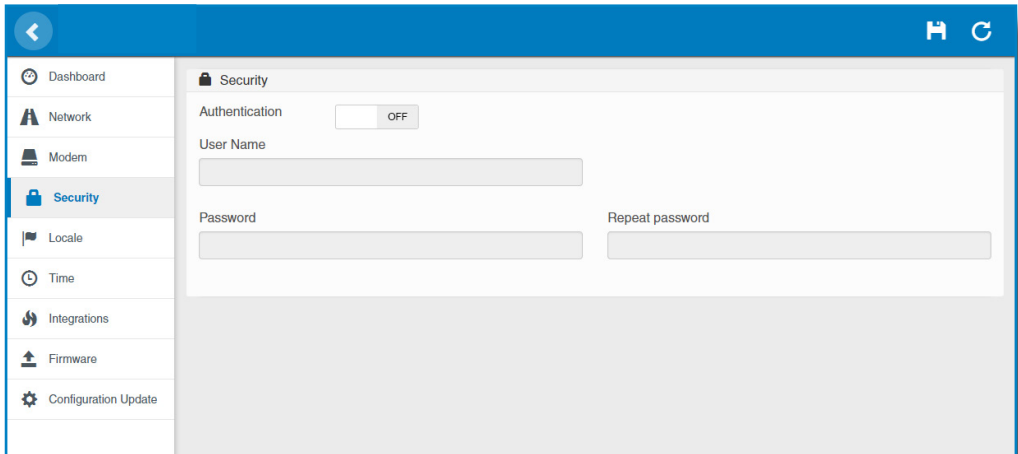 Dashboard
Network
Modem
Security
Locale
Time
Integrations
Firmware
Configuration Update
Security
Authentication OFF
User Name
Password Repeat password